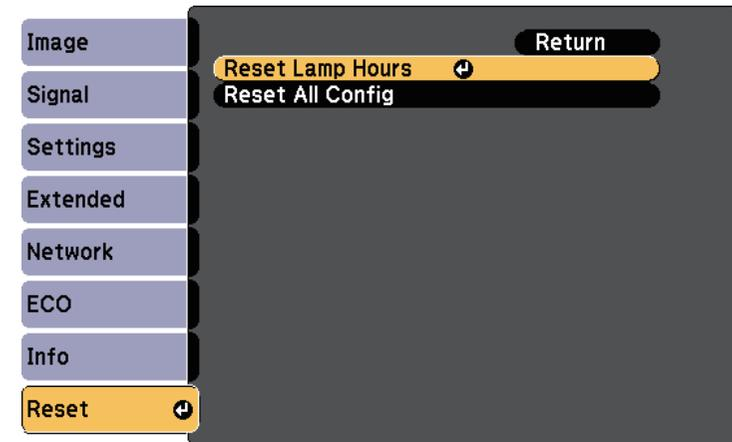 Image
Signal
Settings
Extended
Network
ECO
Info
Reset
Return
Reset Lamp Hours
Reset All Config